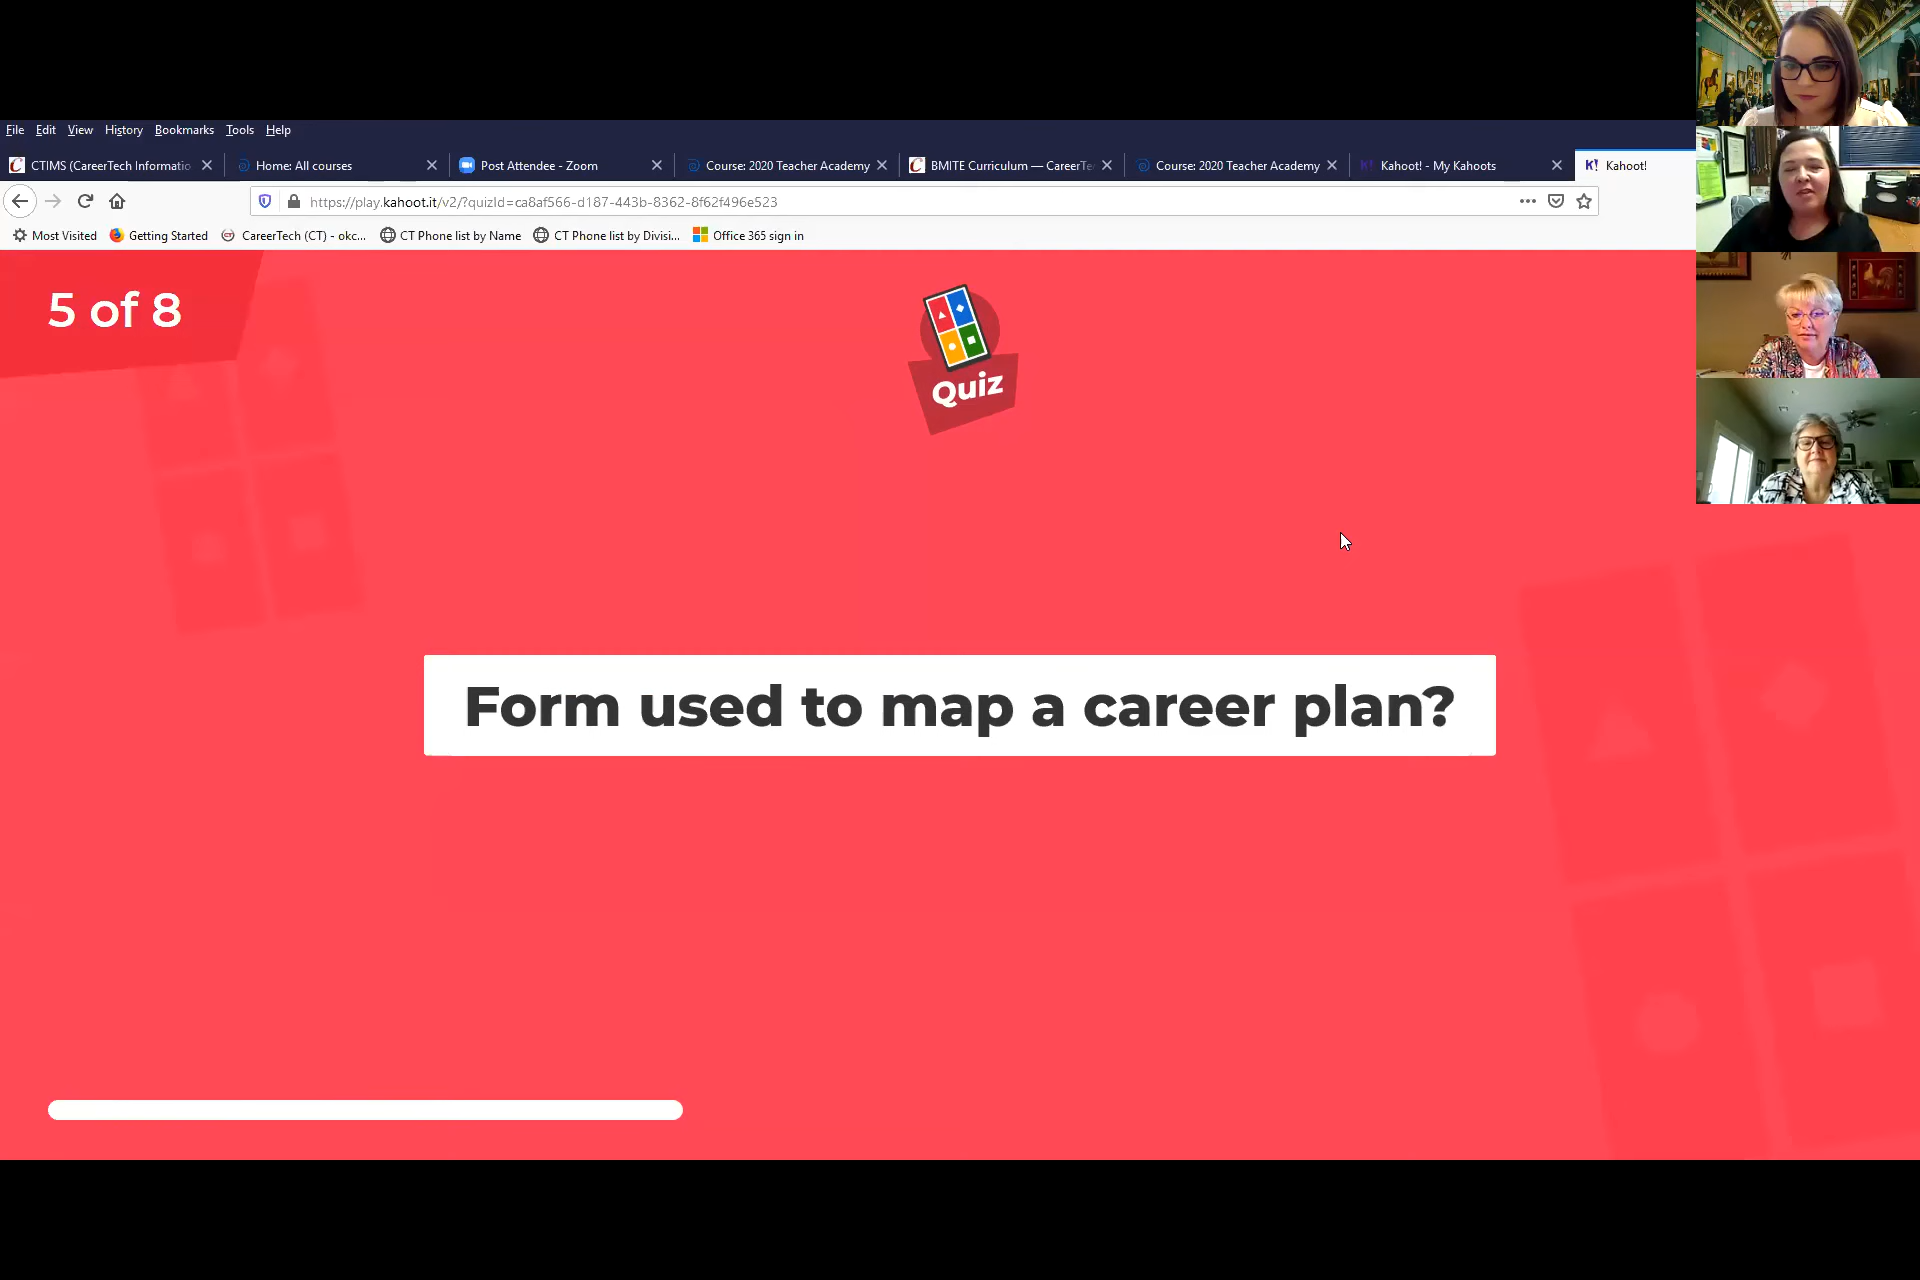 File Edit View History Bookmarks Tools Help
CTIMS (CareerTech Informatio
Home: All courses
Post Attendee - Zoom
Course: 2020 Teacher Academy
BMITE Curriculum — CareerTe
Course: 2020 Teacher Academy
K! Kahoot! - My Kahoots
K! Kahoot!
https://play.kahoot.it/v2/?quizId=ca8af566-d187-443b-8362-8f62f496e523
Most Visited Getting Started CareerTech (CT) - okc... CT Phone list by Name CT Phone list by Divisi... Office 365 sign in
5 of 8
Quiz
Form used to map a career plan?